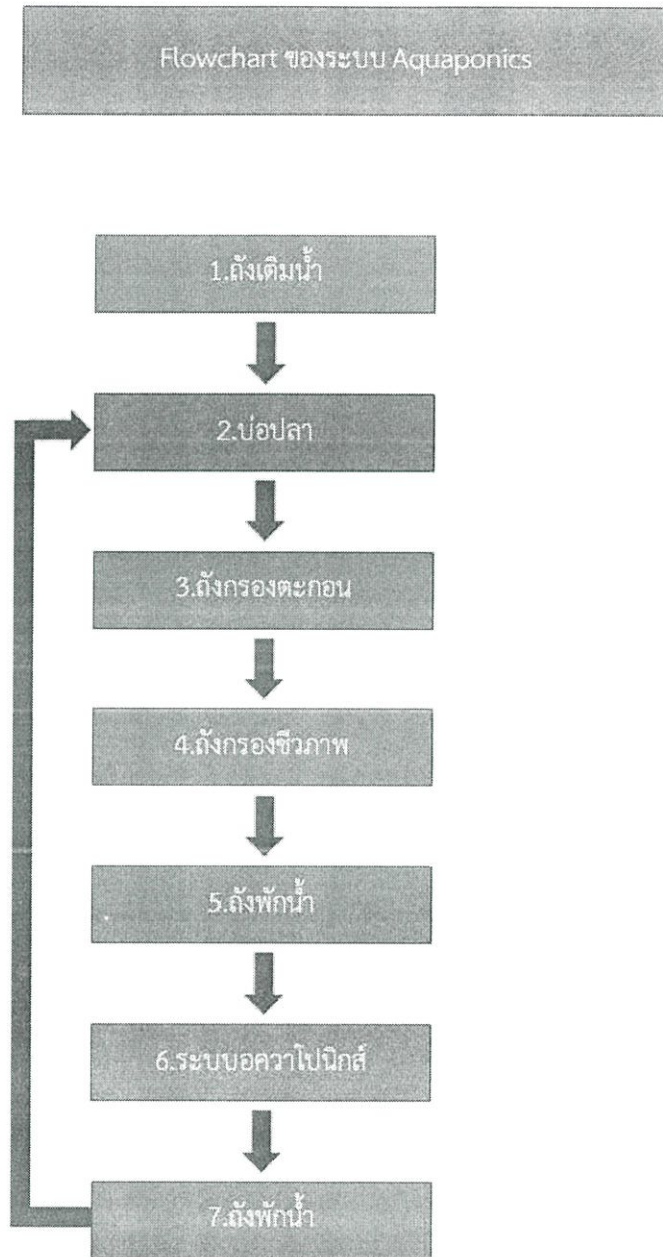 Flowchart ของระบบ Aquaponics
1.ถังเติมน้ำ
2.บ่อปลา
3.ถังกรองตะกอน
4.ถังกรองชีวภาพ
5.ถังพักน้ำ
6.ระบบอควาโปนิกส์
7.ถังพักน้ำ